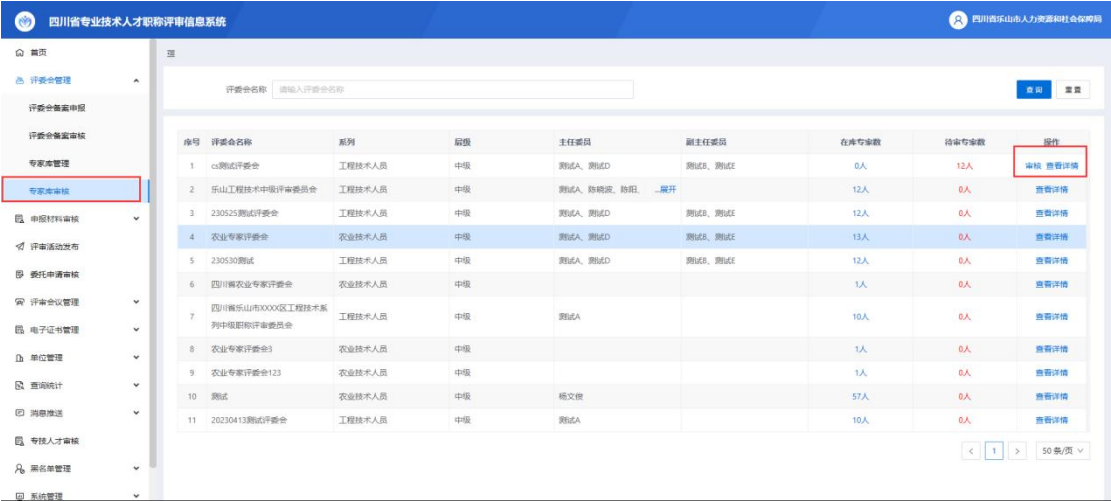 四川省专业技术人才职称评审信息系统
四川省乐山市人力资源和社会保障局
首页
评委会管理
评委会备案申报
评委会备案审核
专家库管理
专家库审核
申报材料审核
评审活动发布
委托申请审核
评审会议管理
电子证书管理
单位管理
查询统计
消息推送
专技人才审核
黑名单管理
系统管理
评委会名称 请输入评委会名称 查询 重置
序号 评委会名称 系列 层级 主任委员 副主任委员 在库专家数 待审专家数 操作
1 cs测试评委会 工程技术人员 中级 测试A、测试D 测试B、测试E 0人 12人 审核 查看详情
2 乐山工程技术中级评审委员会 工程技术人员 中级 测试A、陈晓波、陈阳、 ...展开 12人 0人 查看详情
3 230525测试评委会 工程技术人员 中级 测试A、测试D 测试B、测试E 12人 0人 查看详情
4 农业专家评委会 农业技术人员 中级 测试A、测试D 测试B、测试E 13人 0人 查看详情
5 230530测试 工程技术人员 中级 测试A、测试D 测试B、测试E 12人 0人 查看详情
6 四川省农业专家评委会 农业技术人员 中级 1人 0人 查看详情
7 四川省乐山市XXXX区工程技术系
列中级职称评审委员会 工程技术人员 中级 测试A 10人 0人 查看详情
8 农业专家评委会3 农业技术人员 中级 1人 0人 查看详情
9 农业专家评委会123 农业技术人员 中级 1人 0人 查看详情
10 测试 农业技术人员 中级 杨文俊 57人 0人 查看详情
11 20230413测试评委会 工程技术人员 中级 测试A 10人 0人 查看详情
< 1 > 50 条/页